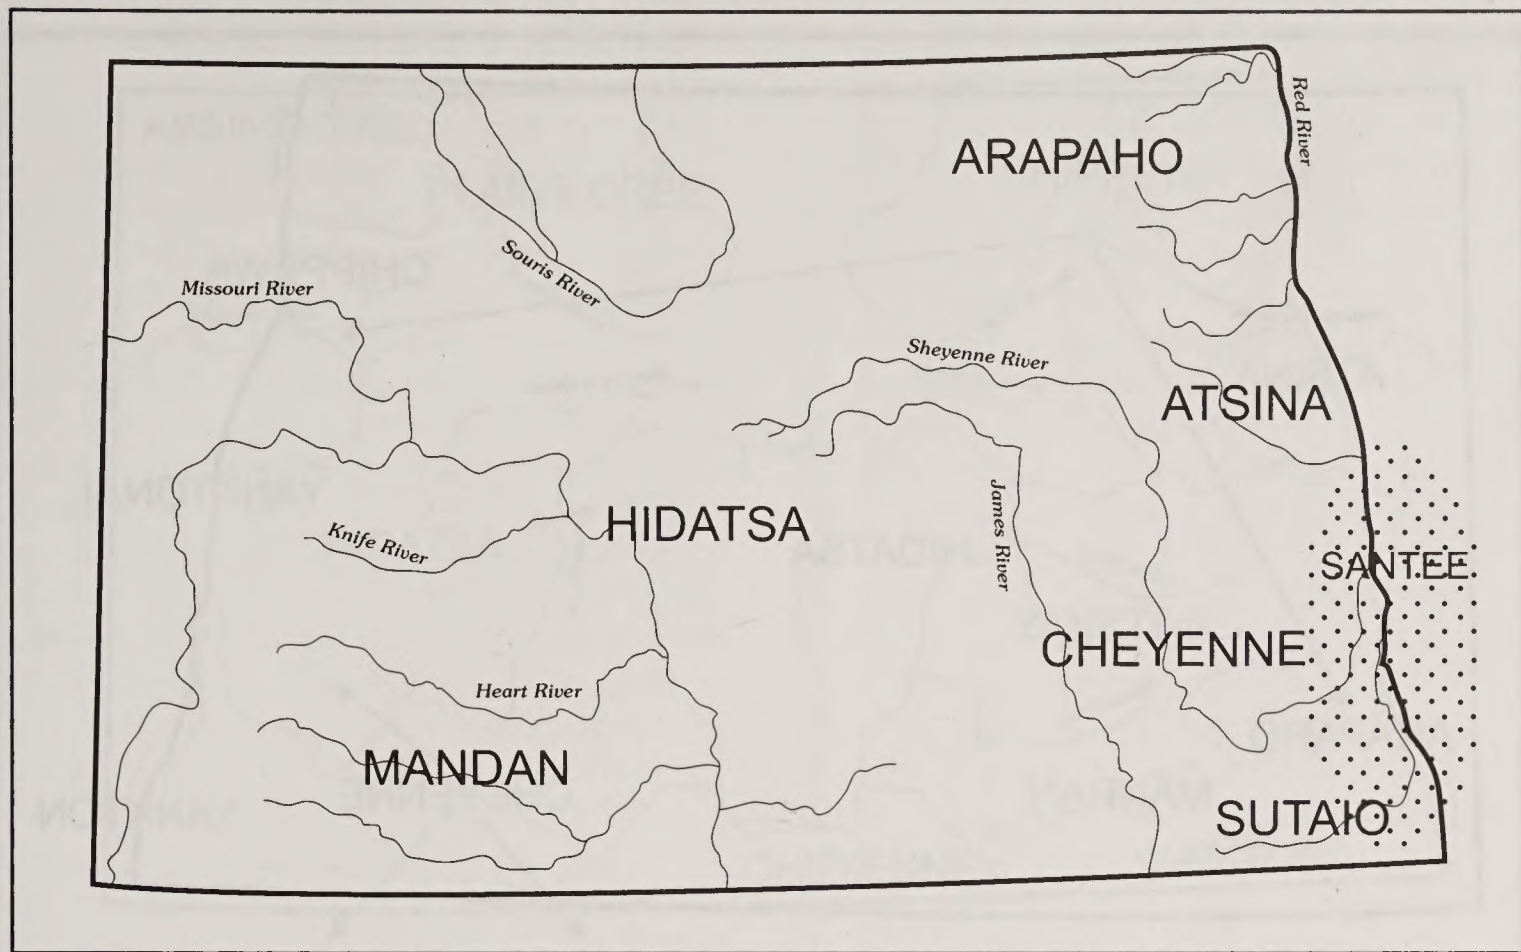 Red River
ARAPAHO
Souris River
Missouri River
Sheyenne River
ATSINA
James River
HIDATSA
Knife River
SANTEE
CHEYENNE
Heart River
MANDAN
SUTAIO